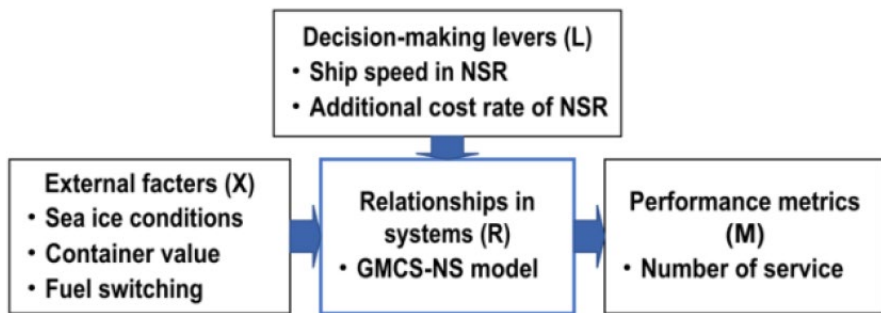 Decision-making levers (L)
• Ship speed in NSR
• Additional cost rate of NSR
External facters (X)
• Sea ice conditions
• Container value
• Fuel switching
Relationships in
systems (R)
• GMCS-NS model
Performance metrics
(M)
• Number of service